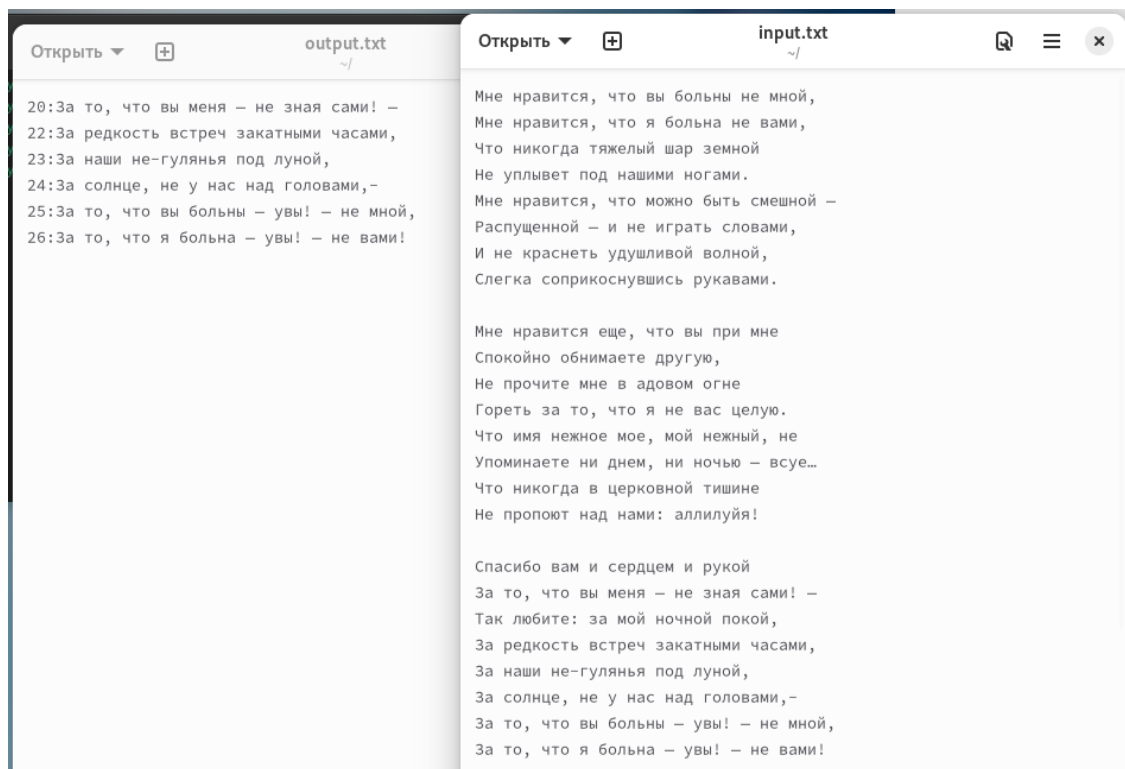 Открыть
output.txt
~/
20:За то, что вы меня — не зная сами! —
22:За редкость встреч закатными часами,
23:За наши не-гулянья под луной,
24:За солнце, не у нас над головами,-
25:За то, что вы больны — увы! — не мной,
26:За то, что я больна — увы! — не вами!
Открыть
input.txt
~/
Мне нравится, что вы больны не мной,
Мне нравится, что я больна не вами,
Что никогда тяжелый шар земной
Не уплывет под нашими ногами.
Мне нравится, что можно быть смешной —
Распущенной — и не играть словами,
И не краснеть удушливой волной,
Слегка соприкоснувшись рукавами.

Мне нравится еще, что вы при мне
Спокойно обнимаете другую,
Не прочите мне в адовом огне
Гореть за то, что я не вас целую.
Что имя нежное мое, мой нежный, не
Упоминаете ни днем, ни ночью — всуе…
Что никогда в церковной тишине
Не пропоют над нами: аллилуйя!

Спасибо вам и сердцем и рукой
За то, что вы меня — не зная сами! —
Так любите: за мой ночной покой,
За редкость встреч закатными часами,
За наши не-гулянья под луной,
За солнце, не у нас над головами,-
За то, что вы больны — увы! — не мной,
За то, что я больна — увы! — не вами!